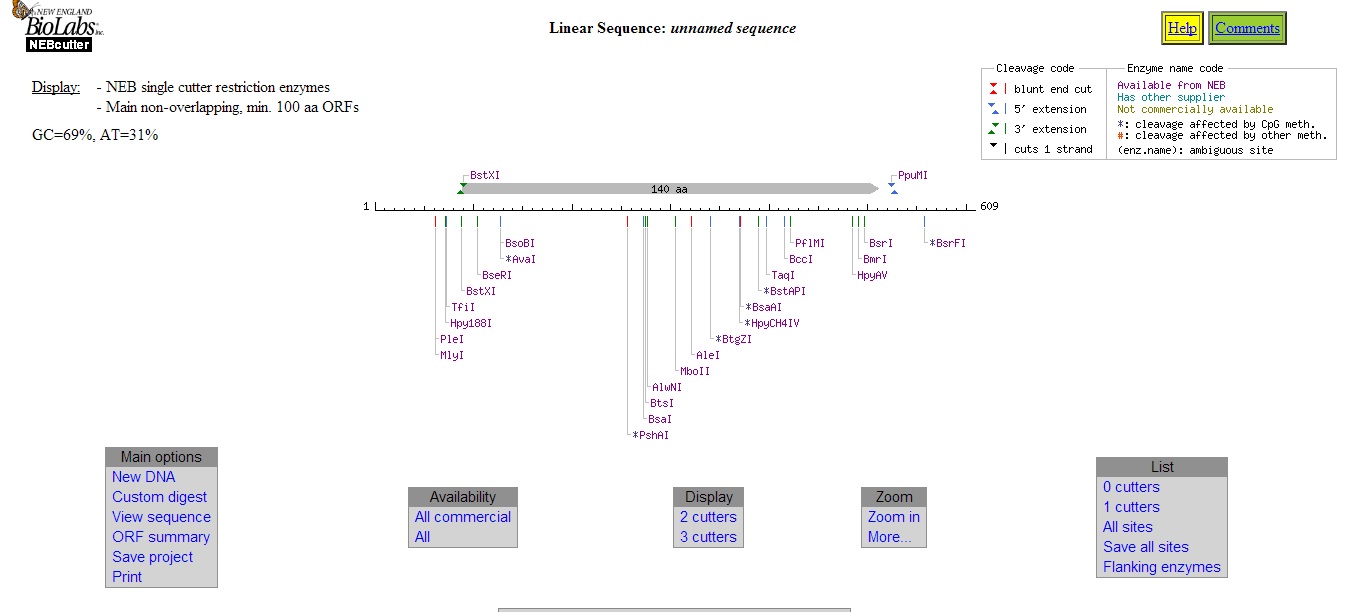 NEW ENGLAND
BioLabs Inc.
NEBcutter
Linear Sequence: unnamed sequence
Help
Comments
Display: - NEB single cutter restriction enzymes
- Main non-overlapping, min. 100 aa ORFs
GC=69%, AT=31%
Cleavage code
blunt end cut
5' extension
3' extension
cuts 1 strand
Enzyme name code
Available from NEB
Has other supplier
Not commercially available
*: cleavage affected by CpG meth.
#: cleavage affected by other meth.
(enz.name): ambiguous site
BstXI
PpuMI
140 aa
1
609
BsoBI
PflMI
BsrI
*BsrFI
*AvaI
BccI
BmrI
BseRI
TaqI
HpyAV
BstXI
*BstAPI
TfiI
*BsaAI
Hpy188I
*HpyCH4IV
PleI
*BtgZI
MlyI
AleI
MboII
AlwNI
BtsI
BsaI
*PshAI
Main options
New DNA
Custom digest
View sequence
ORF summary
Save project
Print
Availability
All commercial
All
Display
2 cutters
3 cutters
Zoom
Zoom in
More...
List
0 cutters
1 cutters
All sites
Save all sites
Flanking enzymes